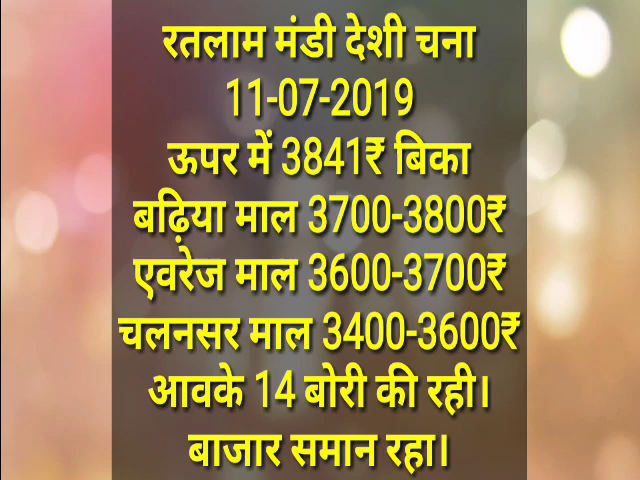 रतलाम मंडी देशी चना
11-07-2019
ऊपर में 3841₹ बिका
बढ़िया माल 3700-3800₹
एवरेज माल 3600-3700₹
चलनसर माल 3400-3600₹
आवके 14 बोरी की रही।
बाजार समान रहा।